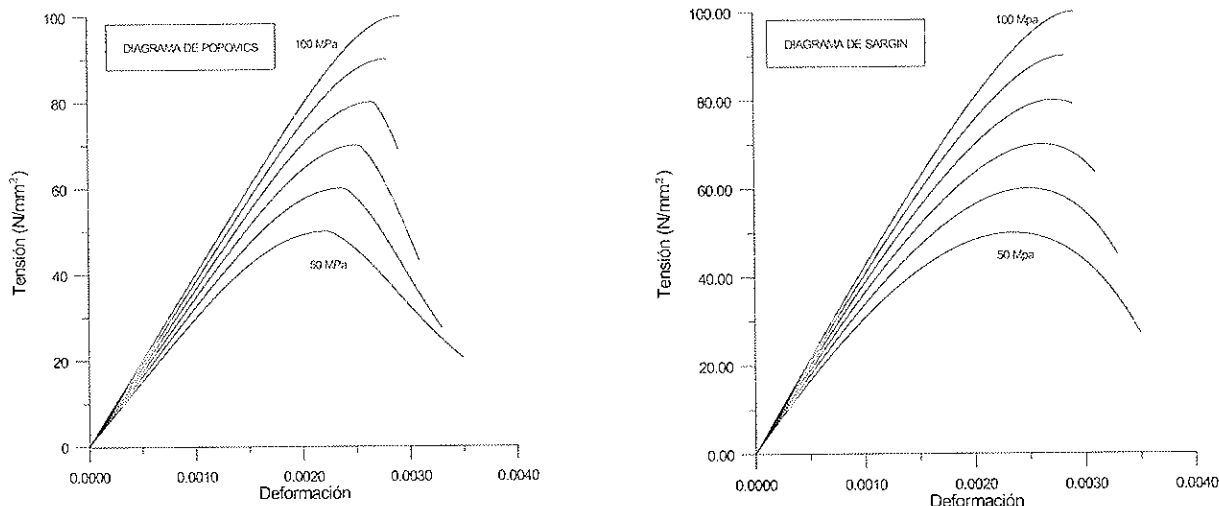 100
80
60
40
20
0
Tensión (N/mm²)
DIAGRAMA DE POPOVICS
100 MPa
50 MPa
0.0000
0.0010
0.0020
0.0030
0.0040
Deformación
100.00
80.00
60.00
40.00
20.00
0.00
Tensión (N/mm²)
DIAGRAMA DE SARGIN
100 Mpa
50 Mpa
0.0000
0.0010
0.0020
0.0030
0.0040
Deformación